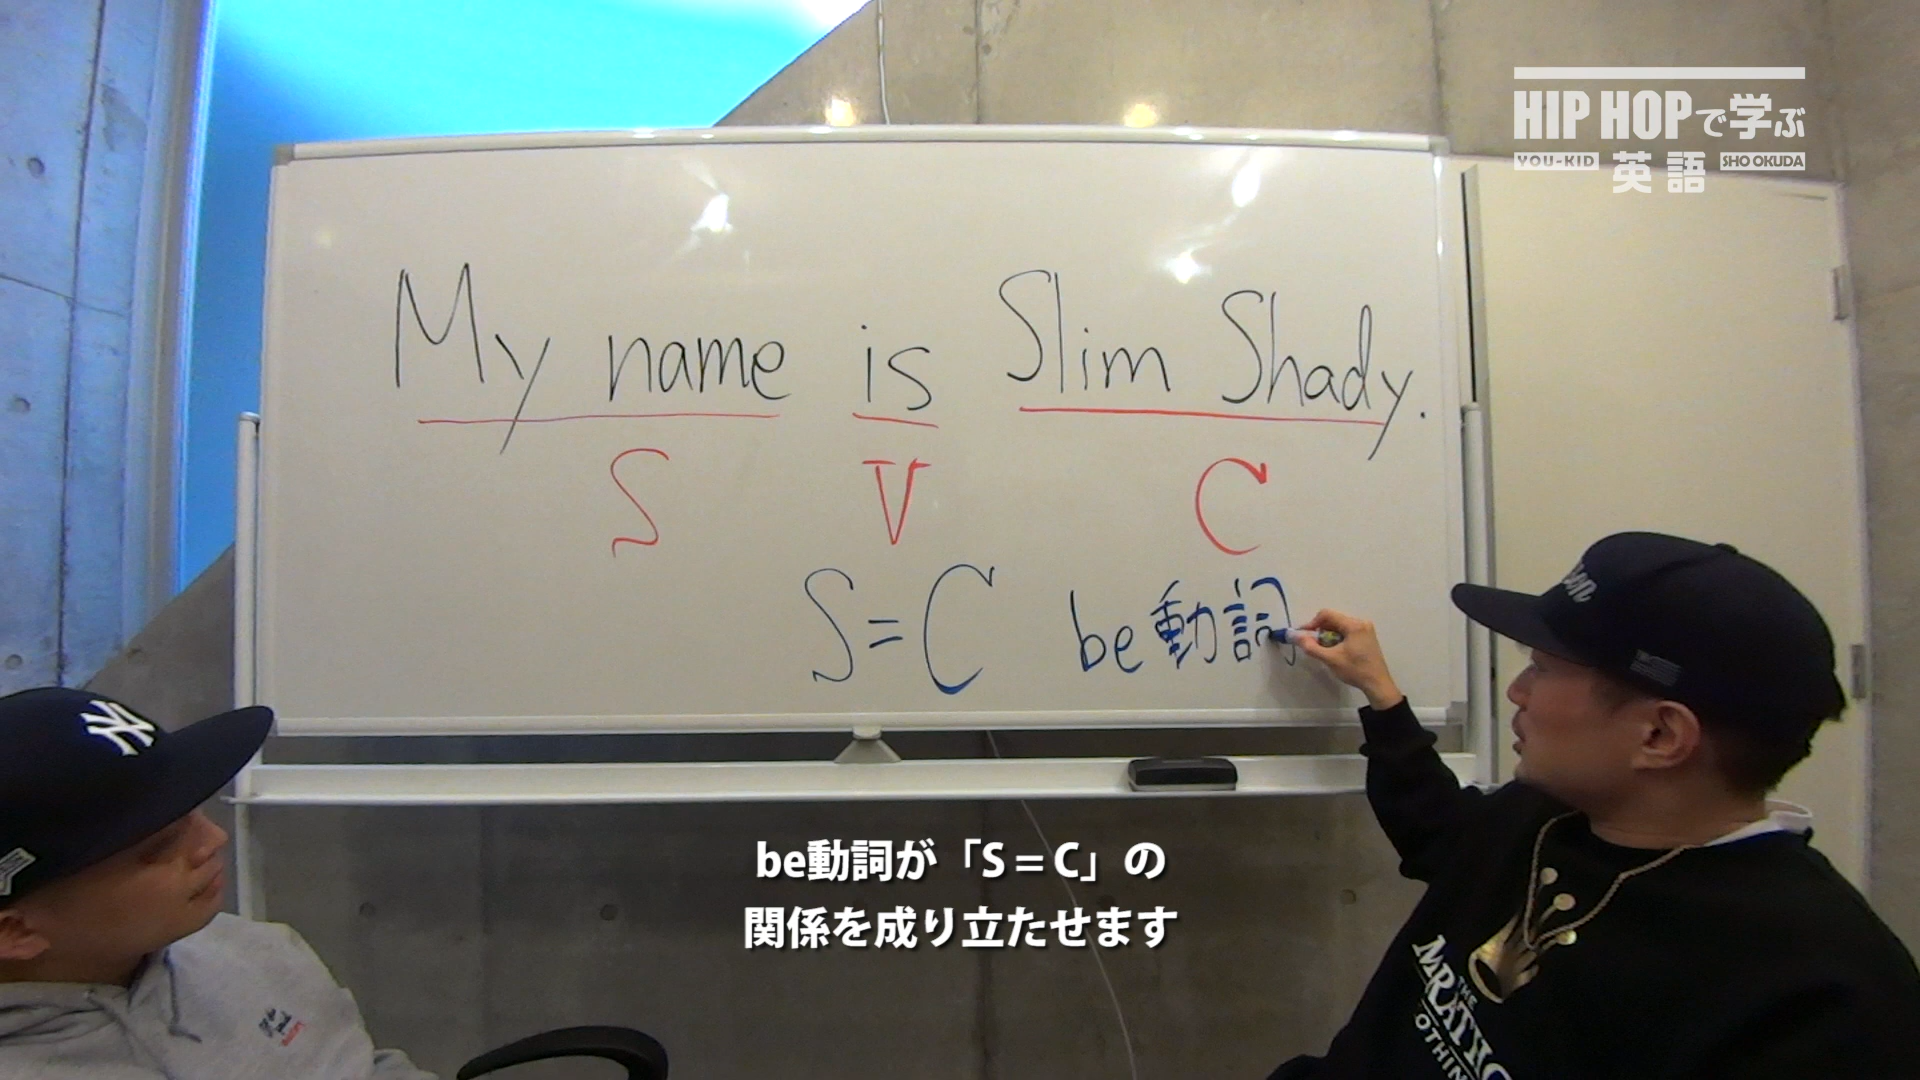 HIP HOPで学ぶ
YOU-KID 英語 SHO OKUDA
My name is Slim Shady.
S V C
S=C be動詞
NY
be動詞が「S=C」の
関係を成り立たせます
THE